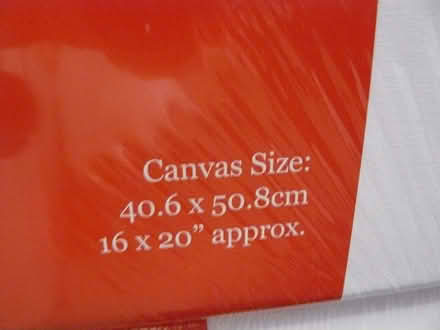 Canvas Size:
40.6 x 50.8cm
16 x 20” approx.